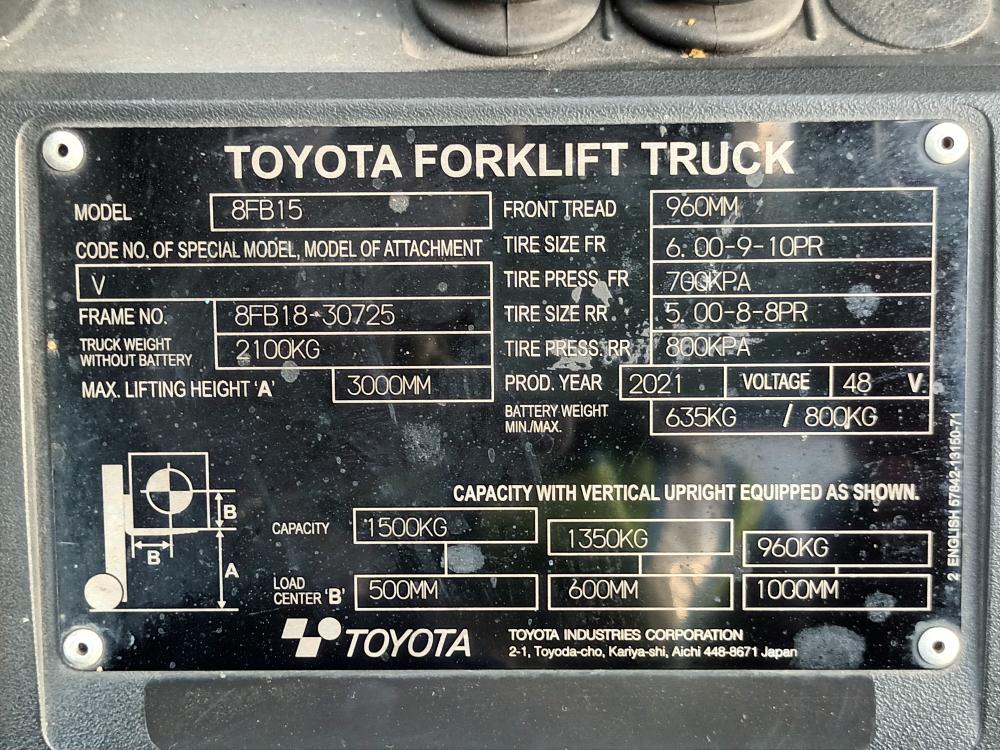 TOYOTA FORKLIFT TRUCK
MODEL 8FB15
CODE NO. OF SPECIAL MODEL, MODEL OF ATTACHMENT
V
FRAME NO. 8FB18-30725
TRUCK WEIGHT WITHOUT BATTERY 2100KG
MAX. LIFTING HEIGHT 'A' 3000MM
FRONT TREAD 960MM
TIRE SIZE FR 6.00-9-10PR
TIRE PRESS. FR 700KPA
TIRE SIZE RR 5.00-8-8PR
TIRE PRESS. RR 800KPA
PROD. YEAR 2021 VOLTAGE 48 V.
BATTERY WEIGHT MIN./MAX. 635KG / 800KG
CAPACITY WITH VERTICAL UPRIGHT EQUIPPED AS SHOWN.
B
B
A
CAPACITY 1500KG 1350KG 960KG
LOAD CENTER 'B' 500MM 600MM 1000MM
TOYOTA
TOYOTA INDUSTRIES CORPORATION
2-1, Toyoda-cho, Kariya-shi, Aichi 448-8671 Japan
2 ENGLISH 57842-13150-71